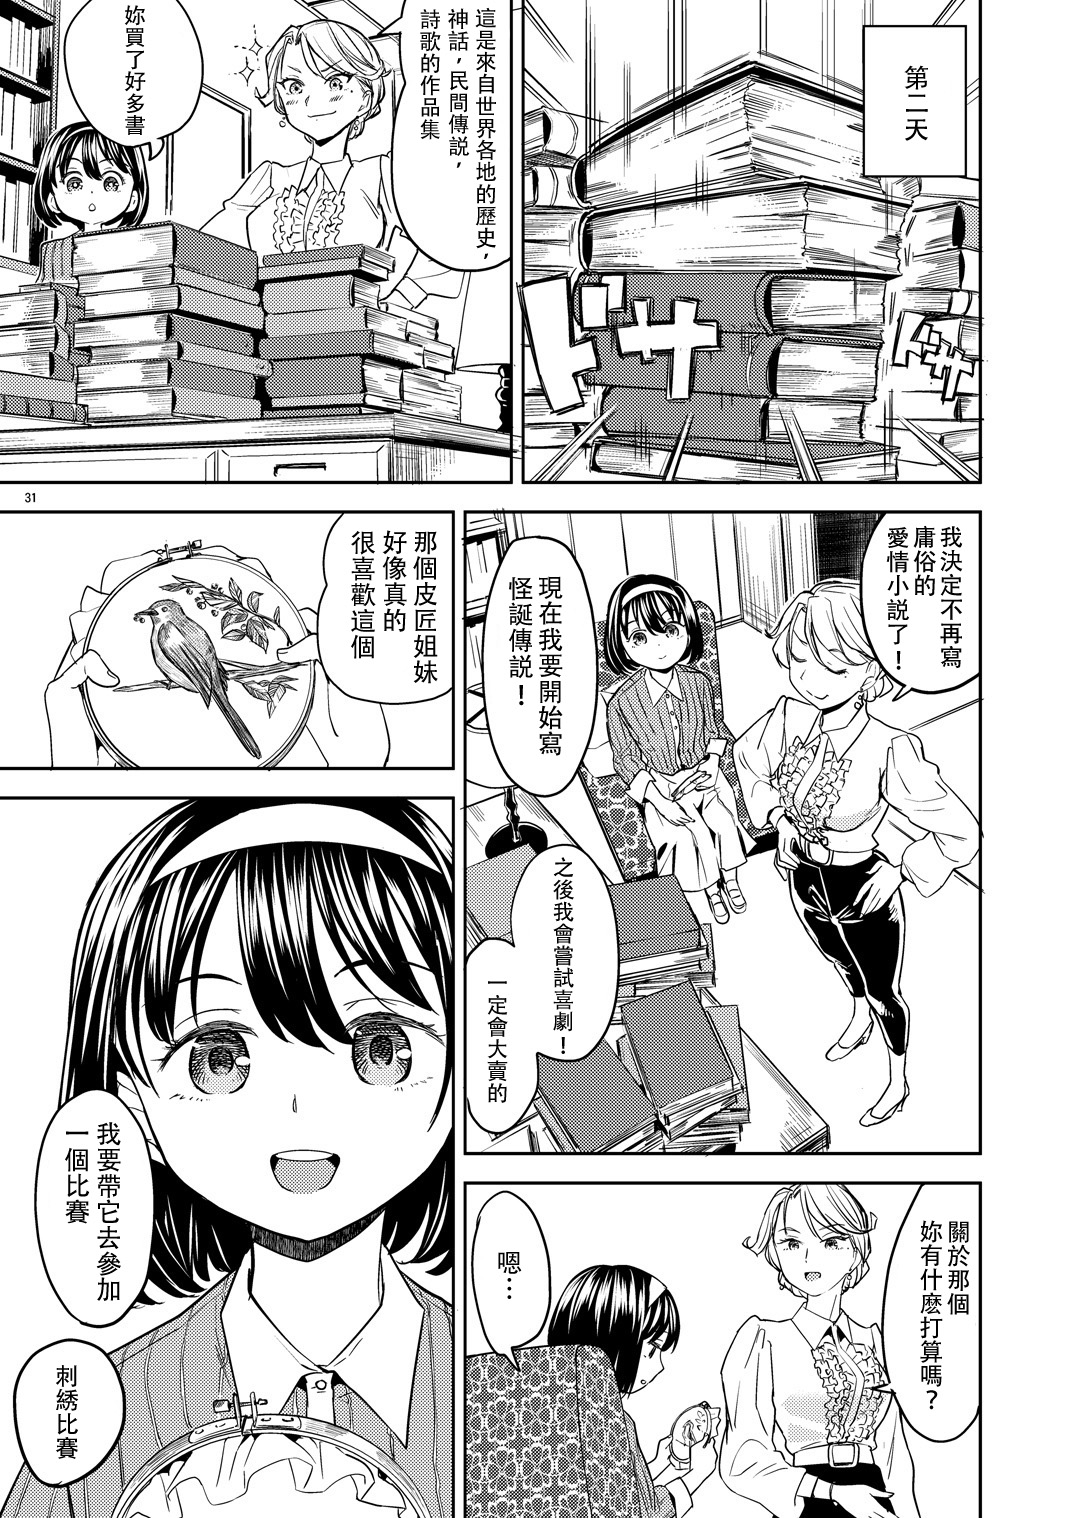 第二天
ドサ
ドサ
這是來自世界各地的歷史，
神話，民間傳說，
詩歌的作品集
妳買了好多書
31
我決定不再寫
庸俗的
愛情小說了！
現在我要開始寫
怪誕傳說！
之後我會嘗試喜劇！
一定會大賣的
那個皮匠姐妹
好像真的
很喜歡這個
關於那個
妳有什麽打算嗎？
嗯…
我要帶它去參加
一個比賽
刺綉比賽